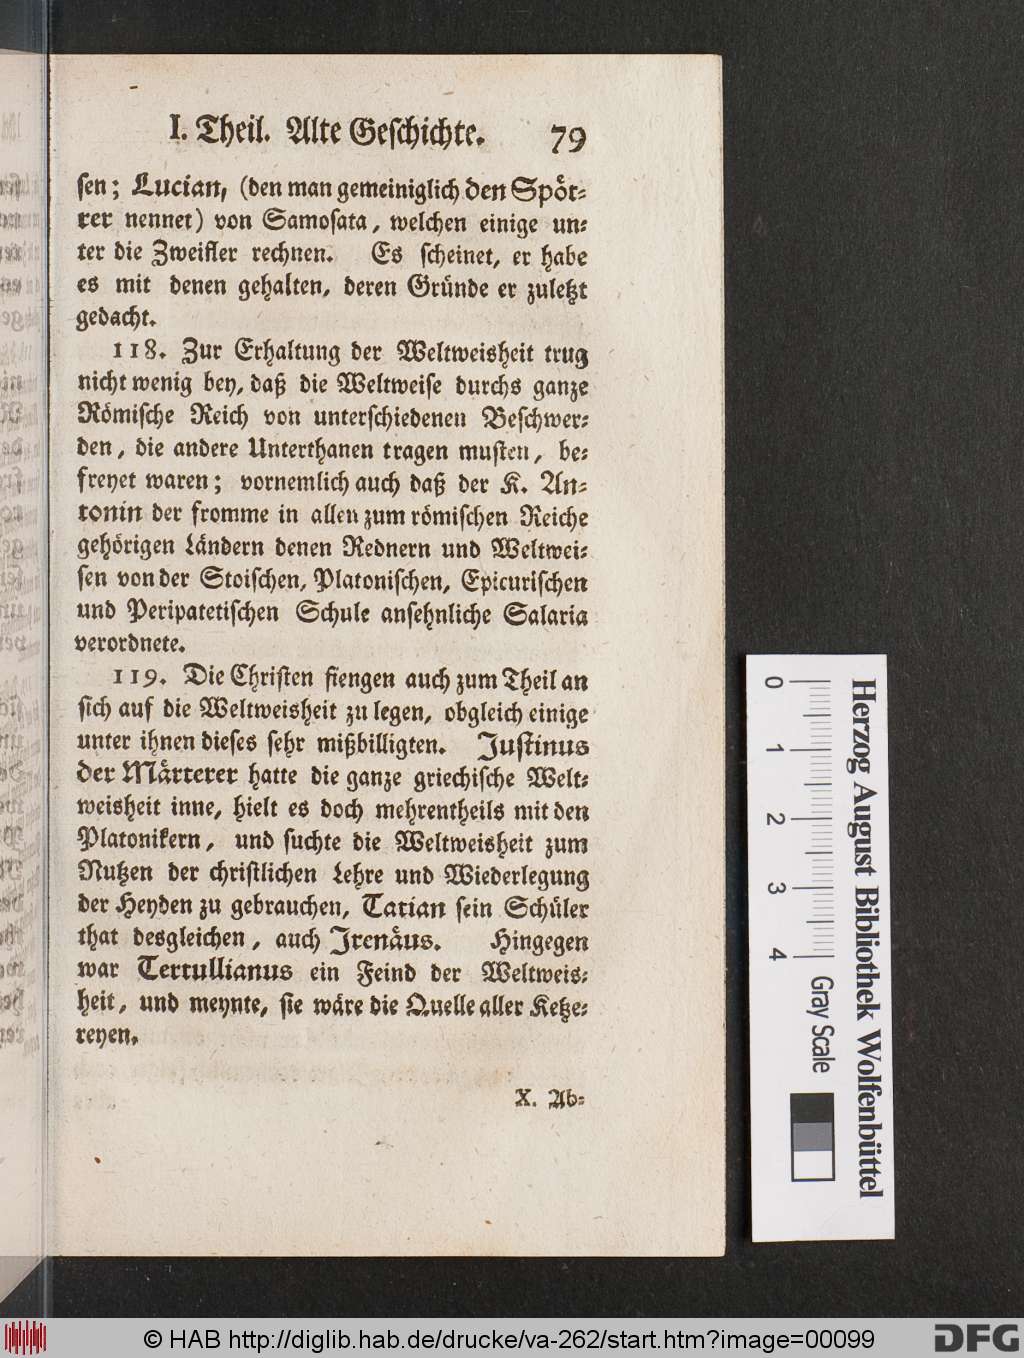 I. Theil. Alte Geschichte. 79
sen; Lucian, (den man gemeiniglich den Spöt-
ter nennet) von Samosata, welchen einige un-
ter die Zweifler rechnen. Es scheinet, er habe
es mit denen gehalten, deren Gründe er zuletzt
gedacht.
118. Zur Erhaltung der Weltweisheit trug
nicht wenig bey, daß die Weltweise durchs ganze
Römische Reich von unterschiedenen Beschwer-
den, die andere Unterthanen tragen musten, be-
freyet waren; vornemlich auch daß der K. An-
tonin der fromme in allen zum römischen Reiche
gehörigen Ländern denen Rednern und Weltwei-
sen von der Stoischen, Platonischen, Epicurischen
und Peripatetischen Schule ansehnliche Salaria
verordnete.
119. Die Christen fiengen auch zum Theil an
sich auf die Weltweisheit zu legen, obgleich einige
unter ihnen dieses sehr mißbilligten. Justinus
der Märterer hatte die ganze griechische Welt-
weisheit inne, hielt es doch mehrentheils mit den
Platonikern, und suchte die Weltweisheit zum
Nutzen der christlichen Lehre und Wiederlegung
der Heyden zu gebrauchen, Tatian sein Schüler
that desgleichen, auch Irenäus. Hingegen
war Tertullianus ein Feind der Weltweis-
heit, und meynte, sie wäre die Quelle aller Ketze-
reyen.
X. Ab-
0 1 2 3 4 Gray Scale
Herzog August Bibliothek Wolfenbüttel
© HAB http://diglib.hab.de/drucke/va-262/start.htm?image=00099
DFG